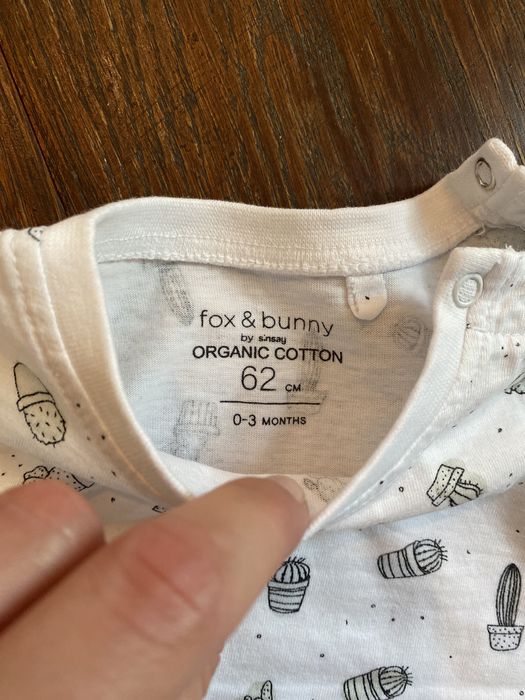 fox & bunny
by sinsay
ORGANIC COTTON
62 CM
0-3 MONTHS